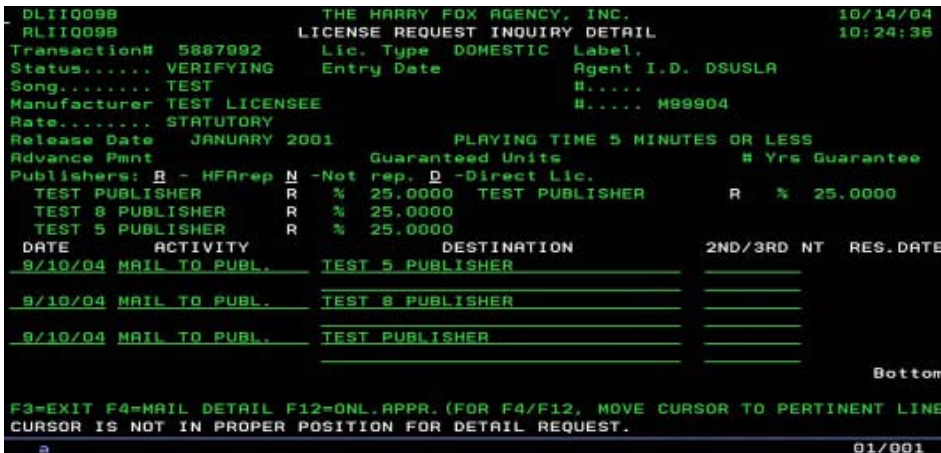 DLIIQ09B THE HARRY FOX AGENCY, INC. 10/14/04
RLIIQ09B LICENSE REQUEST INQUIRY DETAIL 10:24:36
Transaction# 5887992 Lic. Type DOMESTIC Label.
Status...... VERIFYING Entry Date Agent I.D. DSUSLA
Song........ TEST #.....
Manufacturer TEST LICENSEE #..... M99904
Rate........ STATUTORY
Release Date JANUARY 2001 PLAYING TIME 5 MINUTES OR LESS
Advance Pmnt Guaranteed Units # Yrs Guarantee
Publishers: R - HFArep N -Not rep. D -Direct Lic.
TEST PUBLISHER R % 25.0000 TEST PUBLISHER R % 25.0000
TEST 8 PUBLISHER R % 25.0000
TEST 5 PUBLISHER R % 25.0000
DATE ACTIVITY DESTINATION 2ND/3RD NT RES.DATE
9/10/04 MAIL TO PUBL. TEST 5 PUBLISHER
9/10/04 MAIL TO PUBL. TEST 8 PUBLISHER
9/10/04 MAIL TO PUBL. TEST PUBLISHER
Bottom
F3=EXIT F4=MAIL DETAIL F12=ONL.APPR.(FOR F4/F12, MOVE CURSOR TO PERTINENT LINE
CURSOR IS NOT IN PROPER POSITION FOR DETAIL REQUEST.
a 01/001